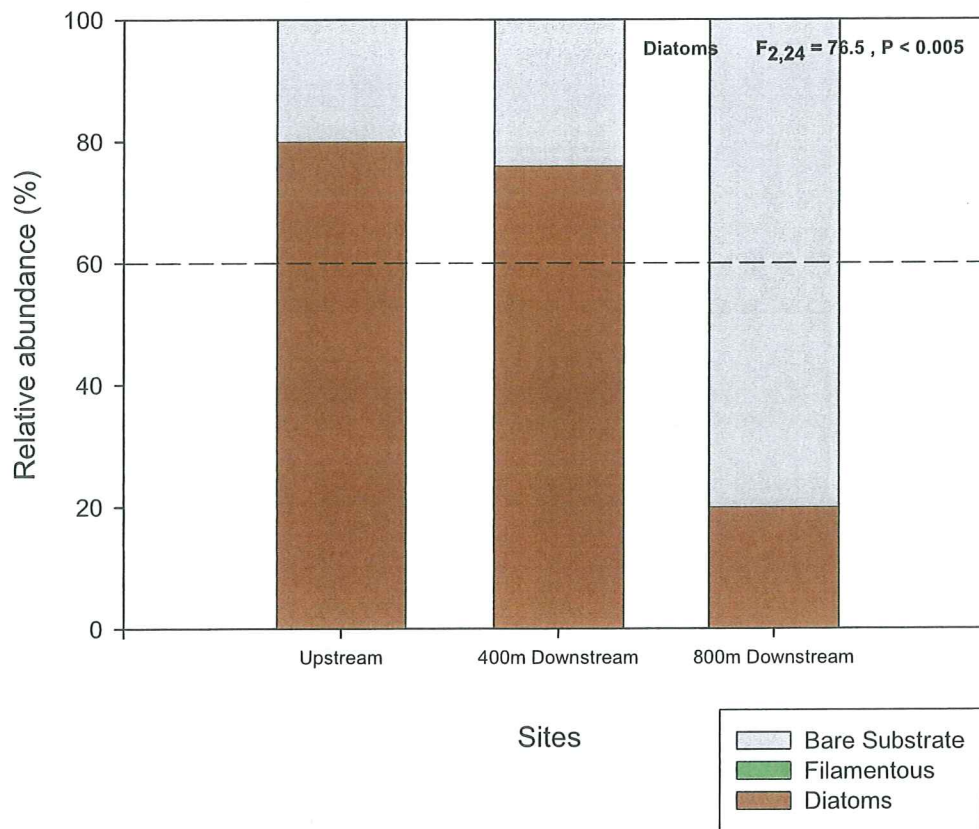 100
Diatoms F2,24 = 76.5 , P < 0.005
80
60
40
20
0
Relative abundance (%)
Upstream 400m Downstream 800m Downstream
Sites
Bare Substrate
Filamentous
Diatoms